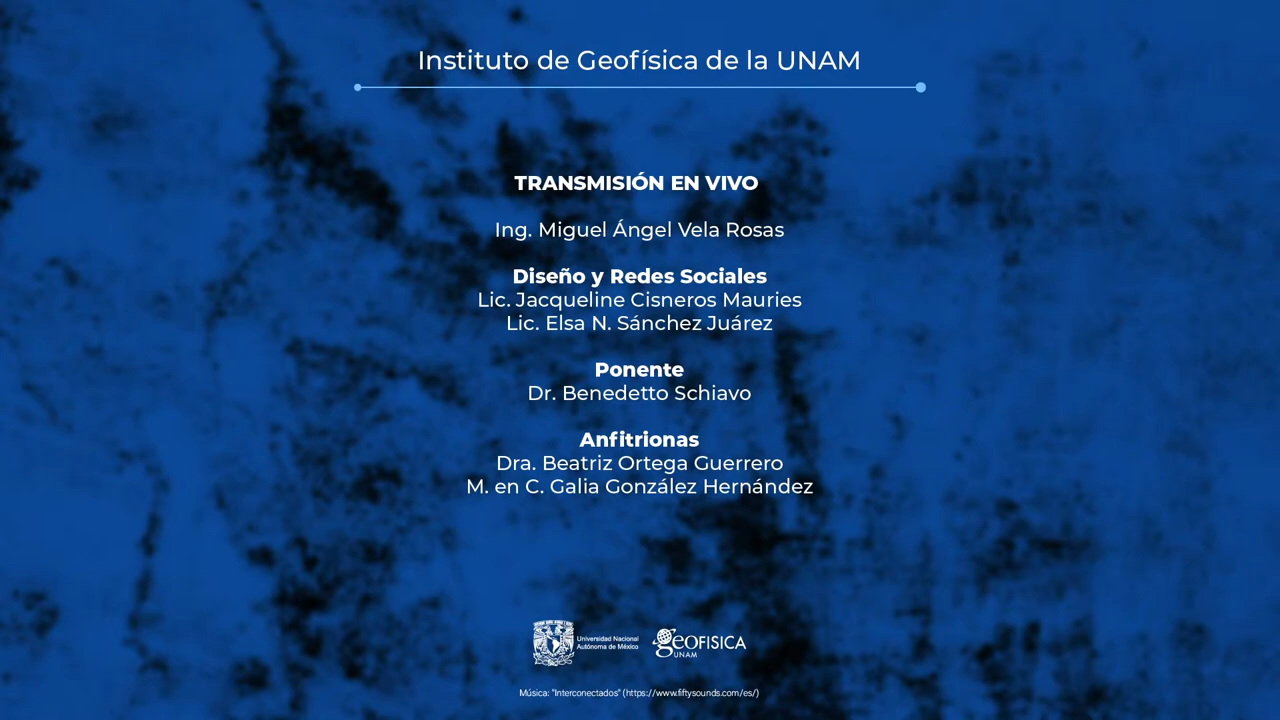 Instituto de Geofísica de la UNAM
TRANSMISIÓN EN VIVO
Ing. Miguel Ángel Vela Rosas
Diseño y Redes Sociales
Lic. Jacqueline Cisneros Mauries
Lic. Elsa N. Sánchez Juárez
Ponente
Dr. Benedetto Schiavo
Anfitrionas
Dra. Beatriz Ortega Guerrero
M. en C. Galia González Hernández
Universidad Nacional
Autónoma de México
GEOFISICA
UNAM
Música: "Interconectados" (https://www.fiftysounds.com/es/)